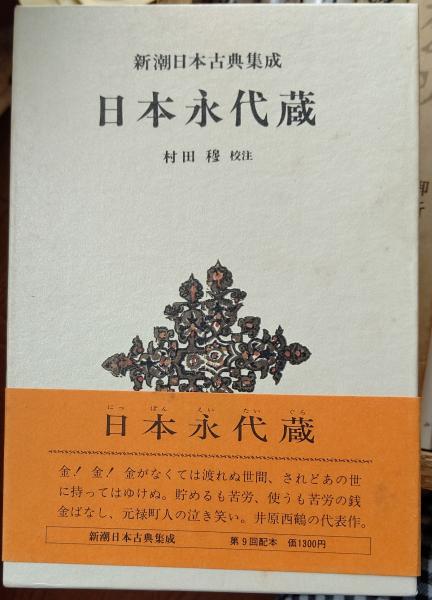 新潮日本古典集成
日本永代蔵
村田穆 校注
にっ ぽん えい たい ぐら
日本永代蔵
金！金！金がなくては渡れぬ世間、されどあの世
に持ってはゆけぬ。貯めるも苦労、使うも苦労の銭
金ばなし、元禄町人の泣き笑い。井原西鶴の代表作。
新潮日本古典集成 第9回配本 価1300円